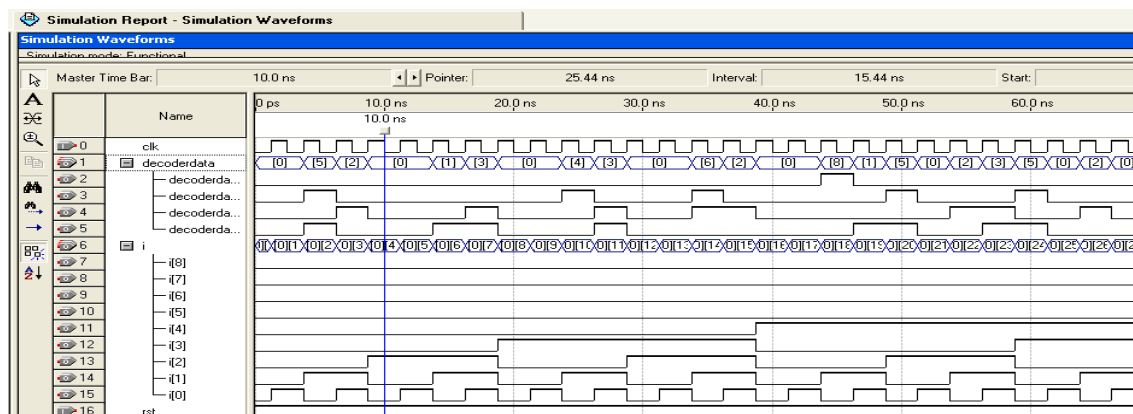 Simulation Report - Simulation Waveforms
Simulation Waveforms
Simulation mode: Functional
Master Time Bar: 10.0 ns Pointer: 25.44 ns Interval: 15.44 ns Start:
Name 0 ps 10.0 ns 20.0 ns 30.0 ns 40.0 ns 50.0 ns 60.0 ns
10.0 ns
0 clk
1 decoderdata [0] [5] [2] [0] [1] [3] [0] [4] [3] [0] [6] [2] [0] [8] [1] [5] [0] [2] [3] [5] [0] [2] [0]
2 decoderda...
3 decoderda...
4 decoderda...
5 decoderda...
6 i
7 i[8]
8 i[7]
9 i[6]
10 i[5]
11 i[4]
12 i[3]
13 i[2]
14 i[1]
15 i[0]
16 rst